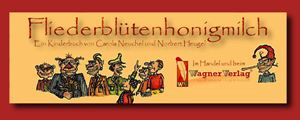 Fliederblütenhonigmilch
Ein Kinderbuch von Carola Neuschel und Norbert Heugel
Im Handel und beim
Wagner Verlag